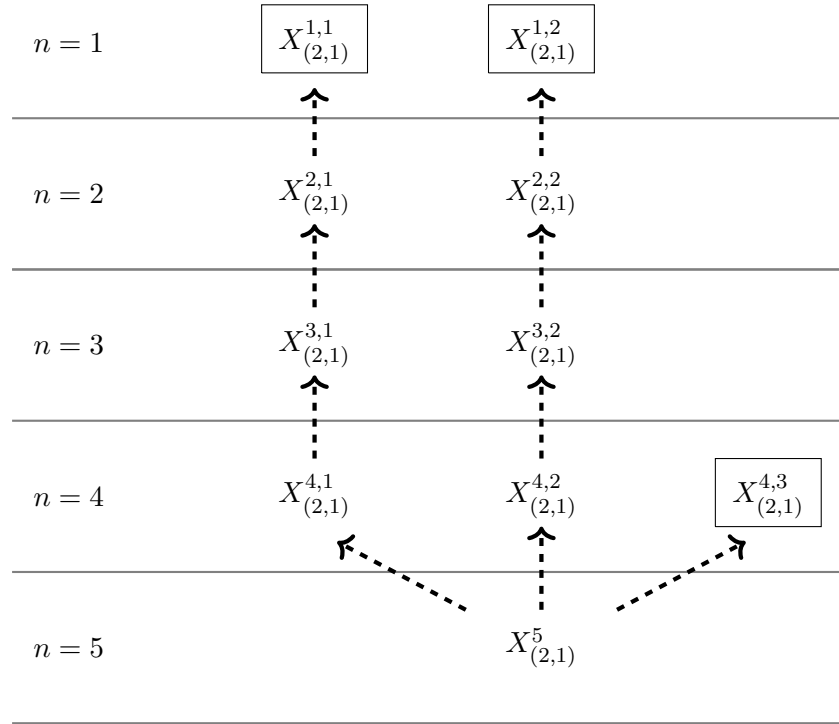 n = 1 X^{1,1}_{(2,1)} X^{1,2}_{(2,1)}
n = 2 X^{2,1}_{(2,1)} X^{2,2}_{(2,1)}
n = 3 X^{3,1}_{(2,1)} X^{3,2}_{(2,1)}
n = 4 X^{4,1}_{(2,1)} X^{4,2}_{(2,1)} X^{4,3}_{(2,1)}
n = 5 X^{5}_{(2,1)}